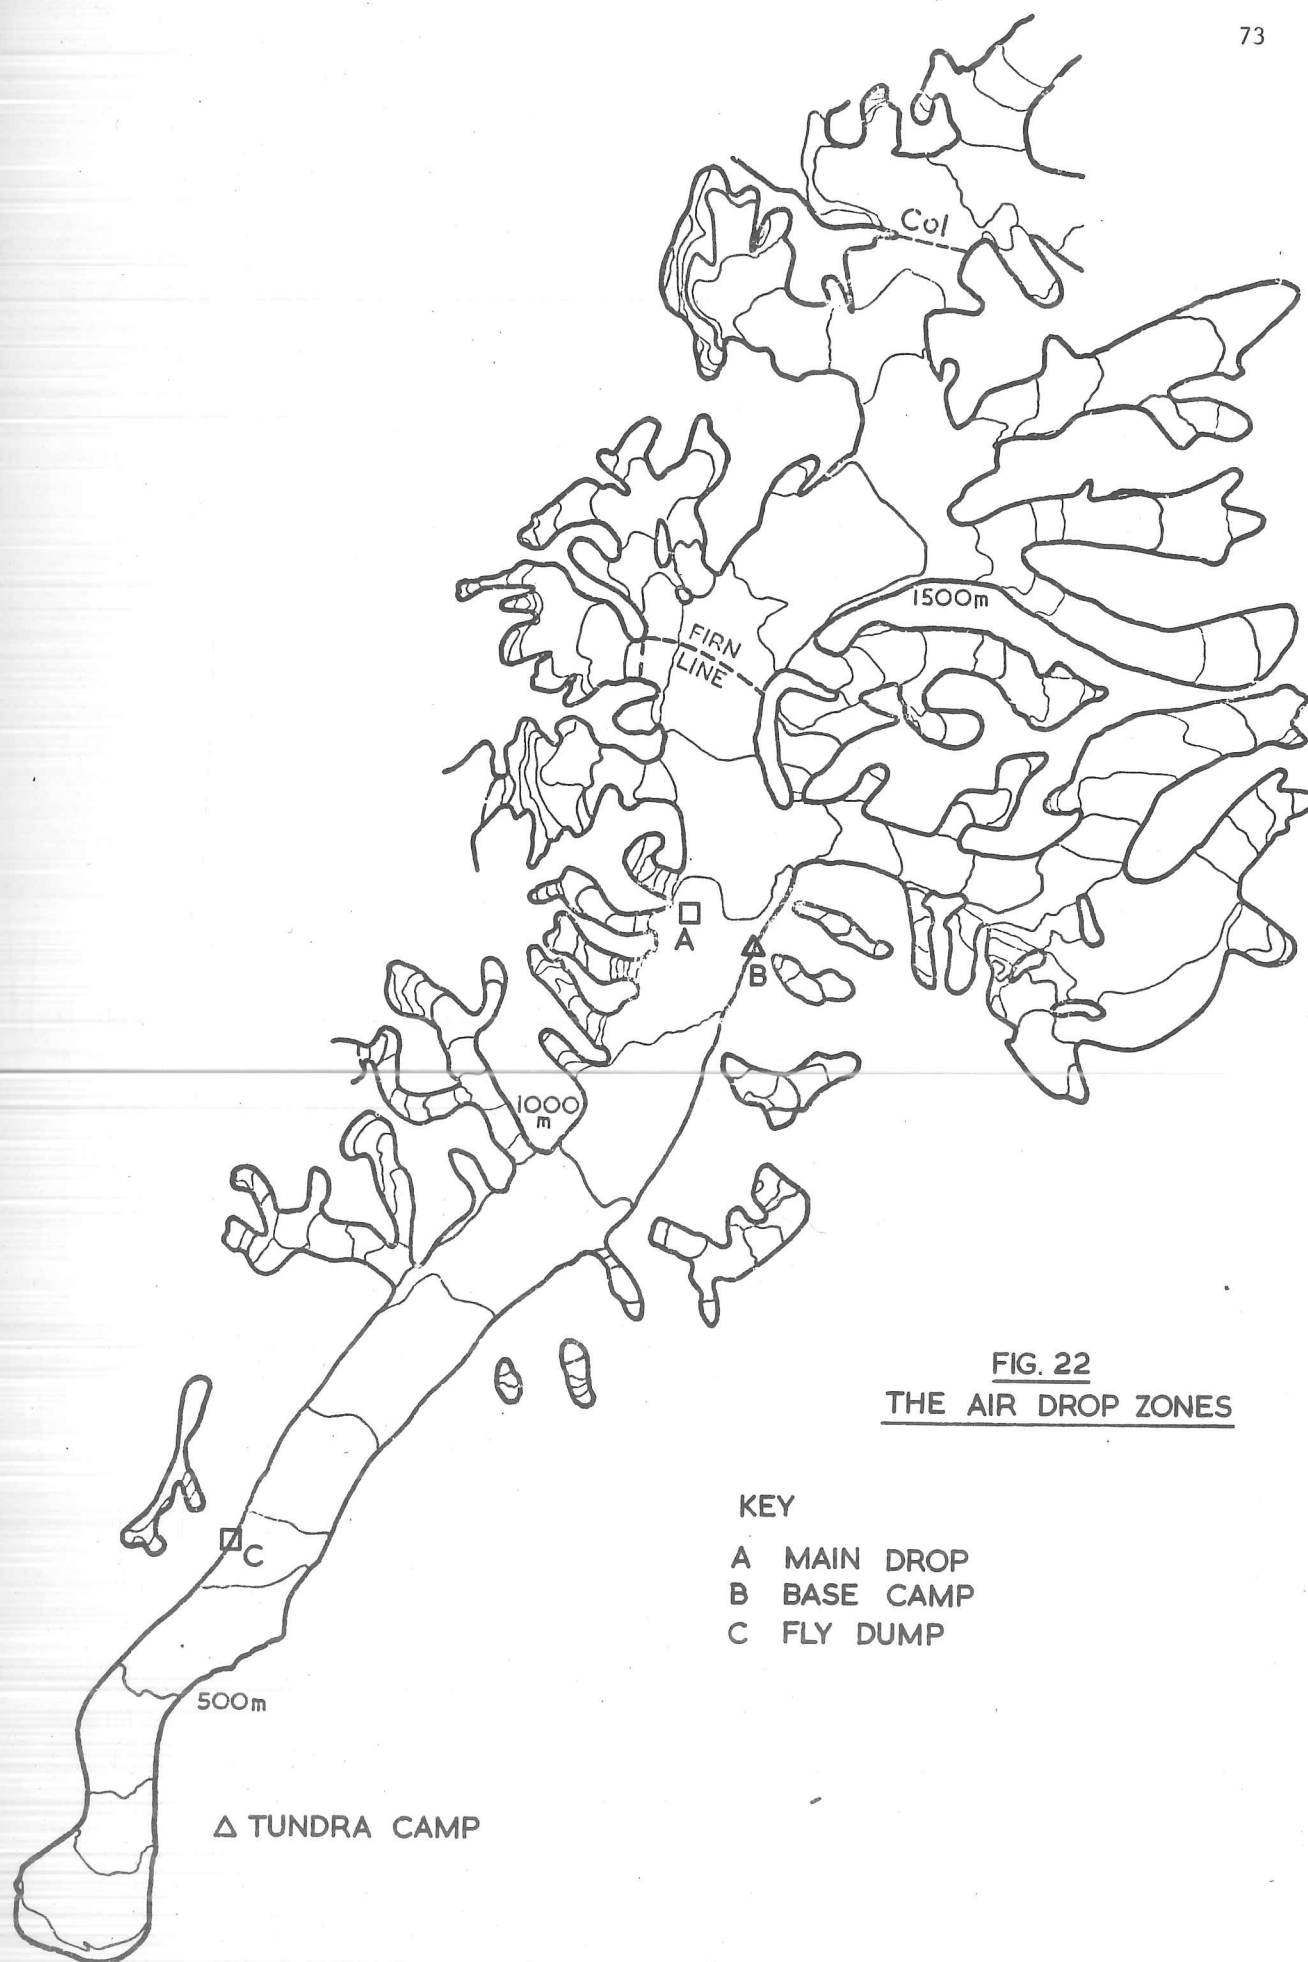 73
Col
1500m
FIRN
LINE
A
B
1000
m
FIG. 22
THE AIR DROP ZONES
KEY
A MAIN DROP
B BASE CAMP
C FLY DUMP
C
500m
TUNDRA CAMP